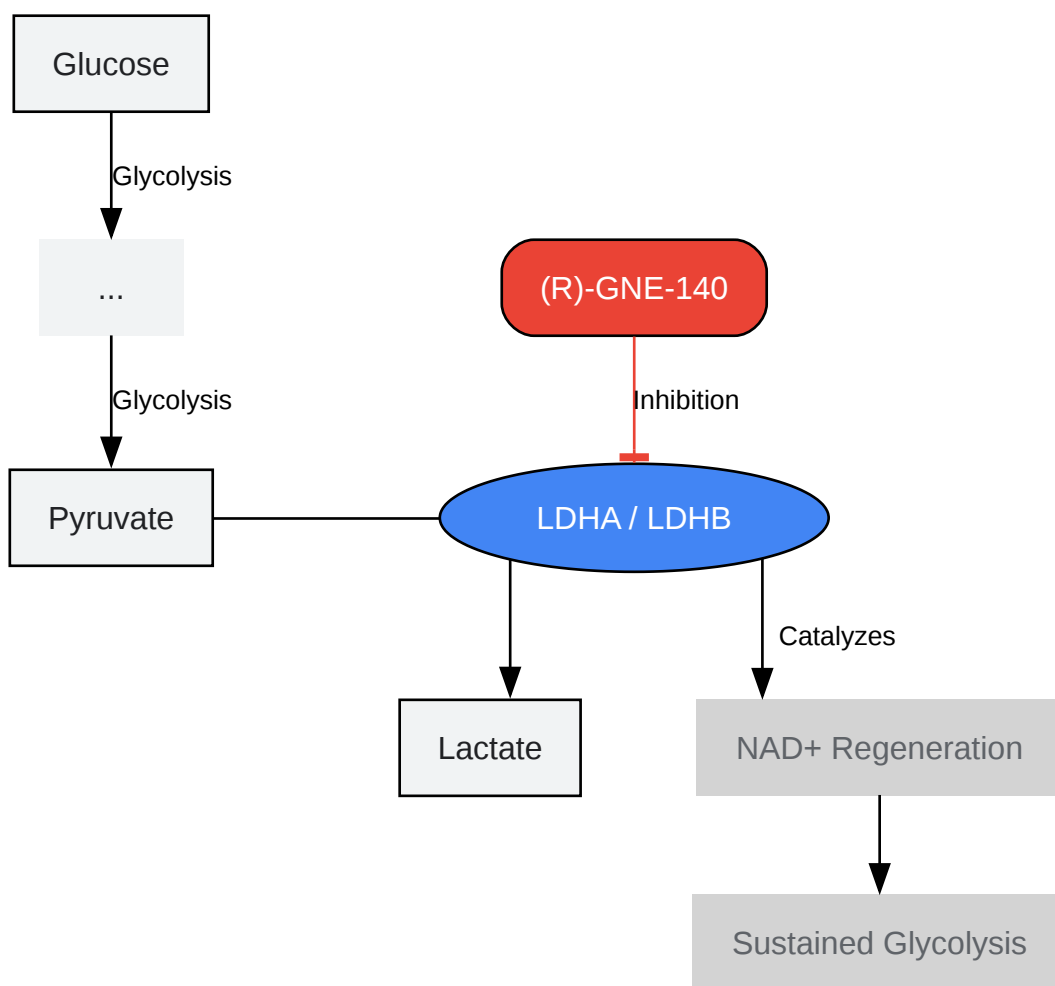 Glucose
Glycolysis
...
(R)-GNE-140
Glycolysis
Inhibition
Pyruvate
LDHA / LDHB
Catalyzes
Lactate
NAD+ Regeneration
Sustained Glycolysis